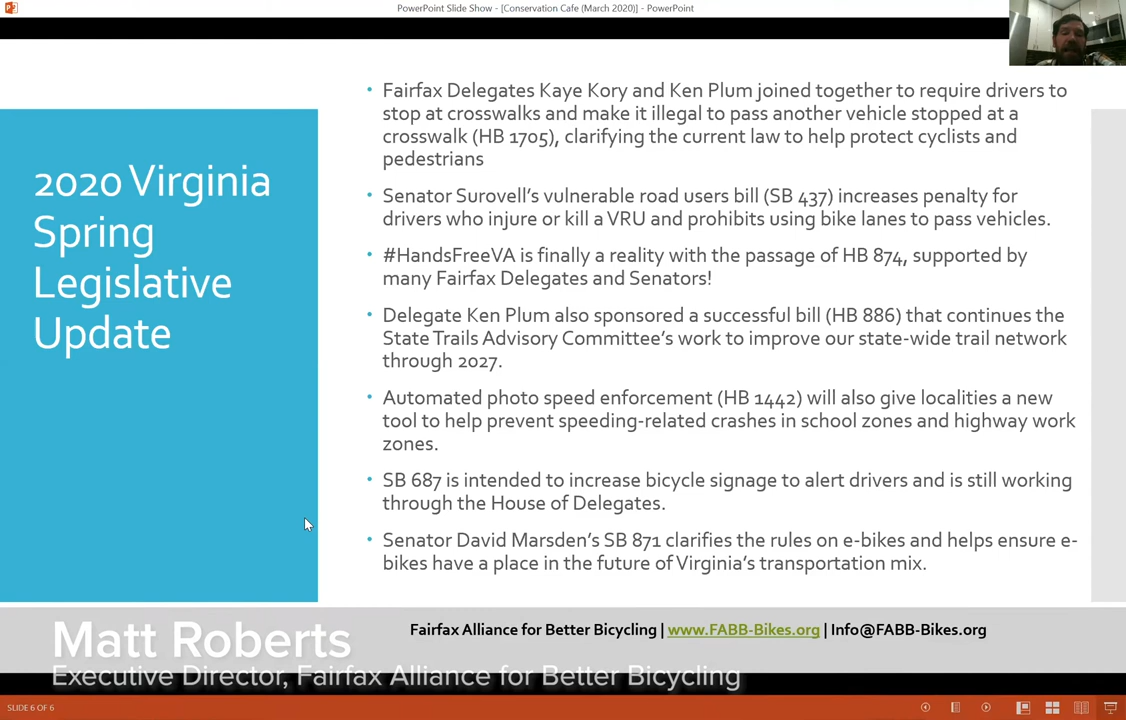 PowerPoint Slide Show - [Conservation Cafe (March 2020)] - PowerPoint
2020 Virginia
Spring
Legislative
Update
• Fairfax Delegates Kaye Kory and Ken Plum joined together to require drivers to
stop at crosswalks and make it illegal to pass another vehicle stopped at a
crosswalk (HB 1705), clarifying the current law to help protect cyclists and
pedestrians
• Senator Surovell’s vulnerable road users bill (SB 437) increases penalty for
drivers who injure or kill a VRU and prohibits using bike lanes to pass vehicles.
• #HandsFreeVA is finally a reality with the passage of HB 874, supported by
many Fairfax Delegates and Senators!
• Delegate Ken Plum also sponsored a successful bill (HB 886) that continues the
State Trails Advisory Committee’s work to improve our state-wide trail network
through 2027.
• Automated photo speed enforcement (HB 1442) will also give localities a new
tool to help prevent speeding-related crashes in school zones and highway work
zones.
• SB 687 is intended to increase bicycle signage to alert drivers and is still working
through the House of Delegates.
• Senator David Marsden’s SB 871 clarifies the rules on e-bikes and helps ensure e-
bikes have a place in the future of Virginia’s transportation mix.
Fairfax Alliance for Better Bicycling | www.FABB-Bikes.org | Info@FABB-Bikes.org
Matt Roberts
Executive Director, Fairfax Alliance for Better Bicycling
SLIDE 6 OF 6